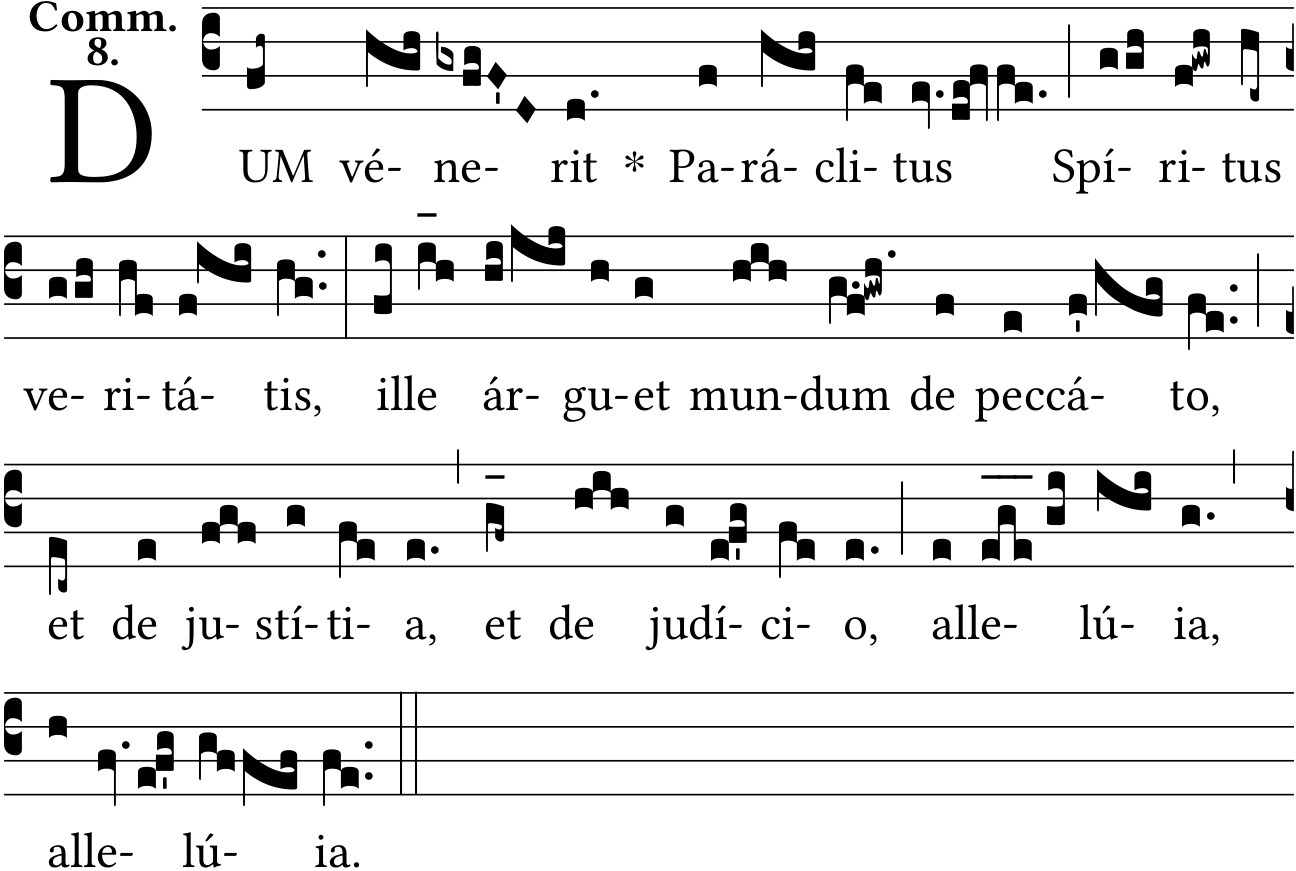 Comm.
8.
DUM vé- ne- rit * Pa- rá- cli- tus Spí- ri- tus
ve- ri- tá- tis, ille ár- gu- et mun- dum de peccá- to,
et de ju- stí- ti- a, et de judí- ci- o, alle- lú- ia,
alle- lú- ia.